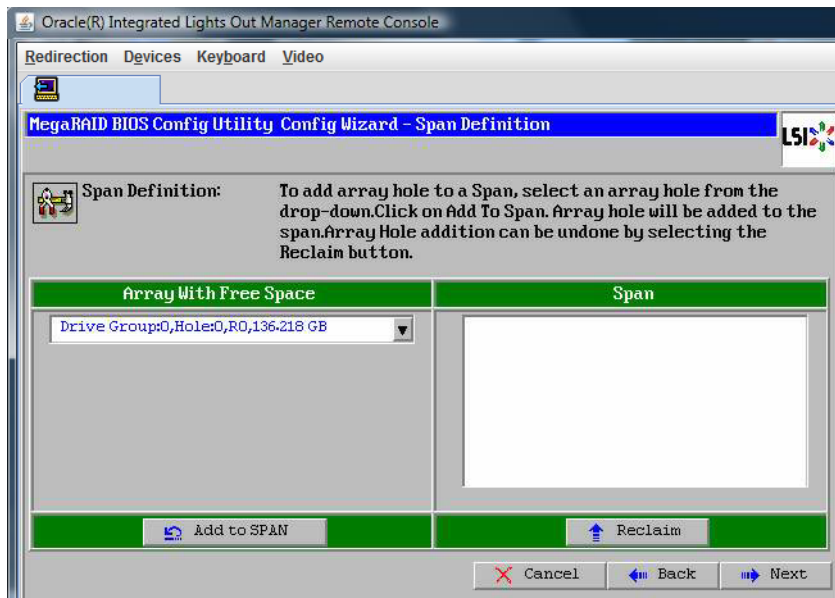 Oracle(R) Integrated Lights Out Manager Remote Console
Redirection Devices Keyboard Video
MegaRAID BIOS Config Utility Config Wizard - Span Definition
LSI
Span Definition:
To add array hole to a Span, select an array hole from the
drop-down.Click on Add To Span. Array hole will be added to the
span.Array Hole addition can be undone by selecting the
Reclaim button.
Array With Free Space
Span
Drive Group:0,Hole:0,R0,136.218 GB
Add to SPAN
Reclaim
Cancel
Back
Next